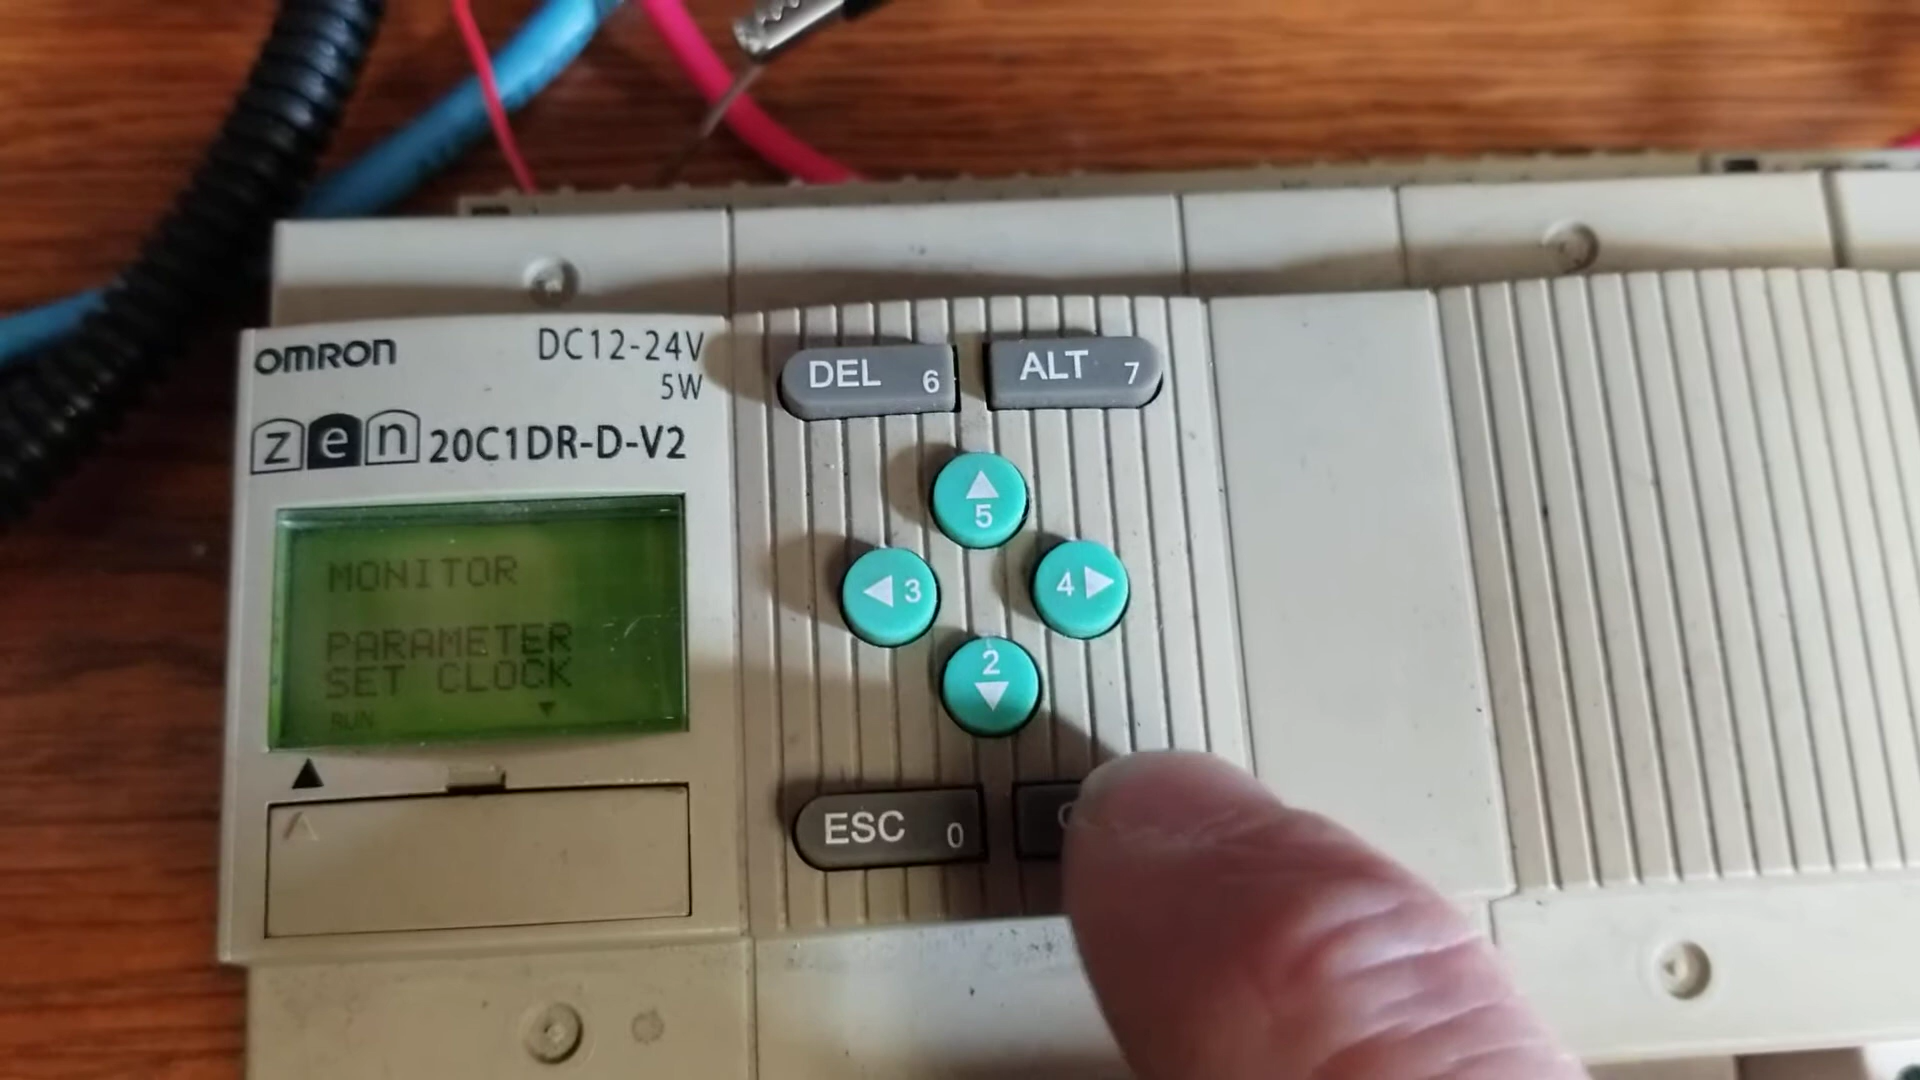 omron
DC12-24V
5W
zen 20C1DR-D-V2
MONITOR
PARAMETER
SET CLOCK
RUN
DEL 6
ALT 7
5
3
4
2
ESC 0